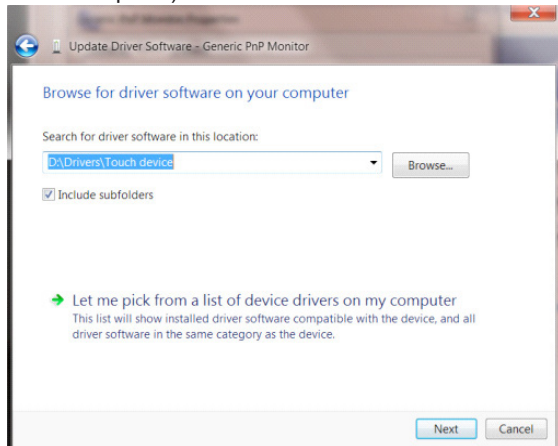 Update Driver Software - Generic PnP Monitor
Browse for driver software on your computer
Search for driver software in this location:
D:\Drivers\Touch device
Browse...
Include subfolders
Let me pick from a list of device drivers on my computer
This list will show installed driver software compatible with the device, and all
driver software in the same category as the device.
Next
Cancel